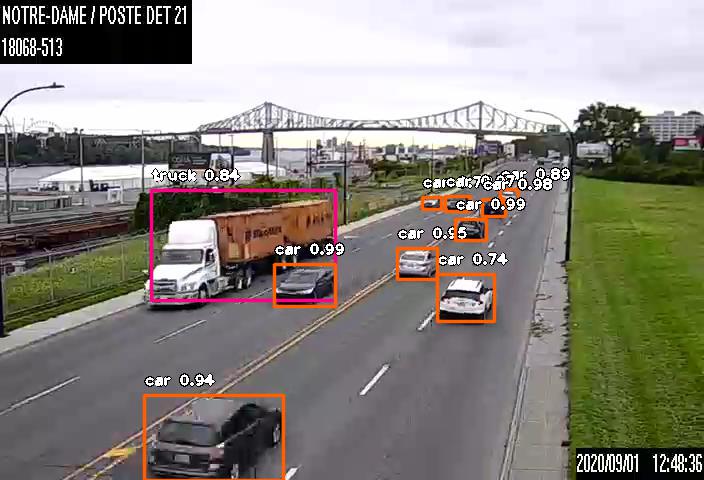 NOTRE-DAME / POSTE DET 21
18068-513
truck 0.84
car 0.89
car 0.98
car 0.99
car 0.95
car 0.99
car 0.74
car 0.94
2020/09/01 12:48:36